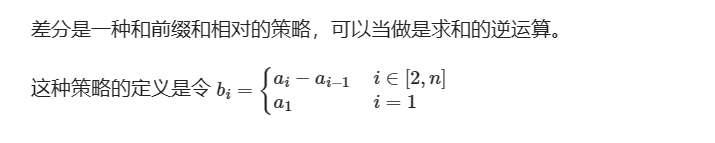 差分是一种和前缀和相对的策略，可以当做是求和的逆运算。
这种策略的定义是令 b_i = { a_i − a_{i−1}  i ∈ [2, n]
a_1  i = 1